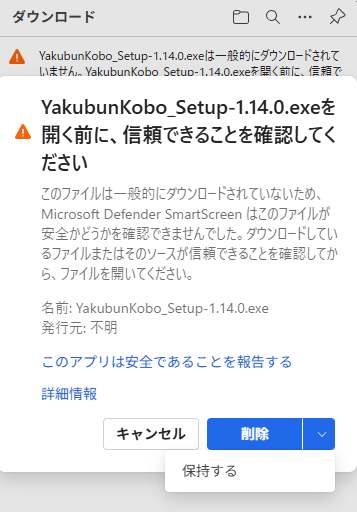 ダウンロード
YakubunKobo_Setup-1.14.0.exeは一般的にダウンロードされて
いません。YakubunKobo_Setup-1.14.0.exeを開く前に、信頼で
YakubunKobo_Setup-1.14.0.exeを
開く前に、信頼できることを確認してく
ださい
このファイルは一般的にダウンロードされていないため、
Microsoft Defender SmartScreen はこのファイルが
安全かどうかを確認できませんでした。ダウンロードしてい
るファイルまたはそのソースが信頼できることを確認してか
ら、ファイルを開いてください。
名前: YakubunKobo_Setup-1.14.0.exe
発行元: 不明
このアプリは安全であることを報告する
詳細情報
キャンセル
削除
保持する